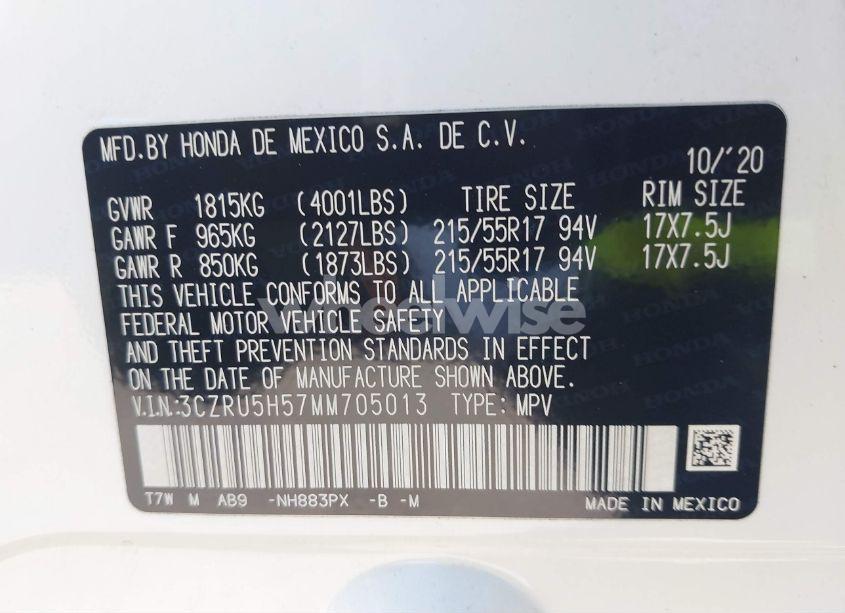 MFD.BY HONDA DE MEXICO S.A. DE C.V.
10/'20
GVWR 1815KG (4001LBS) TIRE SIZE RIM SIZE
GAWR F 965KG (2127LBS) 215/55R17 94V 17X7.5J
GAWR R 850KG (1873LBS) 215/55R17 94V 17X7.5J
THIS VEHICLE CONFORMS TO ALL APPLICABLE
FEDERAL MOTOR VEHICLE SAFETY
AND THEFT PREVENTION STANDARDS IN EFFECT
ON THE DATE OF MANUFACTURE SHOWN ABOVE.
V.I.N.:3CZRU5H57MM705013 TYPE:MPV
T7W M AB9 -NH883PX -B -M MADE IN MEXICO
HONDA